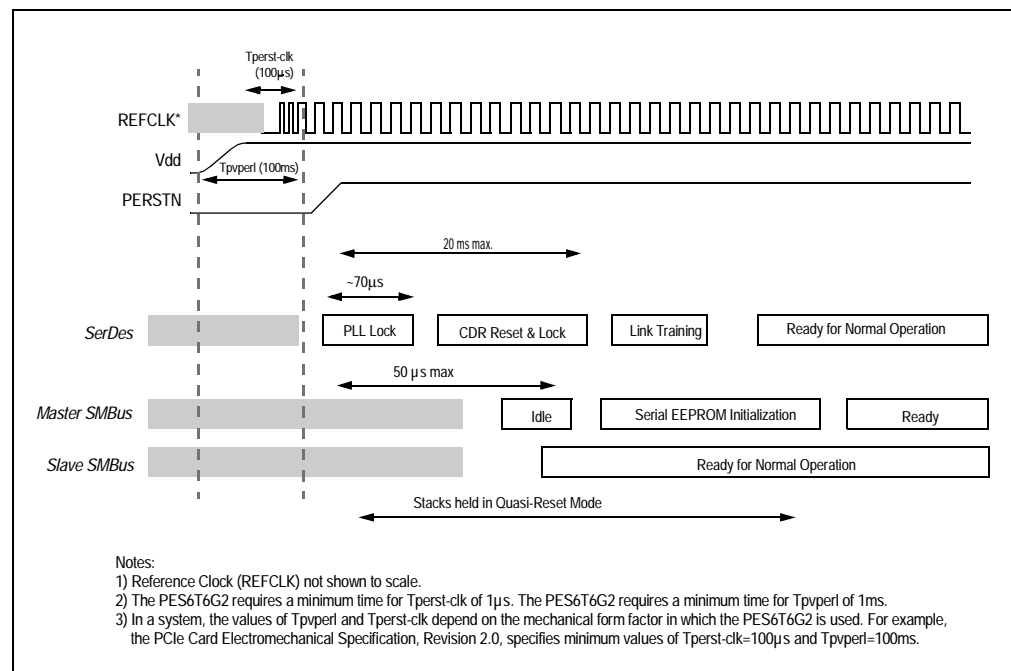 Tperst-clk
(100µs)
REFCLK*
Vdd
Tpvperl (100ms)
PERSTN
20 ms max.
~70µs
SerDes
PLL Lock
CDR Reset & Lock
Link Training
Ready for Normal Operation
50 µs max
Master SMBus
Idle
Serial EEPROM Initialization
Ready
Slave SMBus
Ready for Normal Operation
Stacks held in Quasi-Reset Mode
Notes:
1) Reference Clock (REFCLK) not shown to scale.
2) The PES6T6G2 requires a minimum time for Tperst-clk of 1µs. The PES6T6G2 requires a minimum time for Tpvperl of 1ms.
3) In a system, the values of Tpvperl and Tperst-clk depend on the mechanical form factor in which the PES6T6G2 is used. For example,
the PCIe Card Electromechanical Specification, Revision 2.0, specifies minimum values of Tperst-clk=100µs and Tpvperl=100ms.